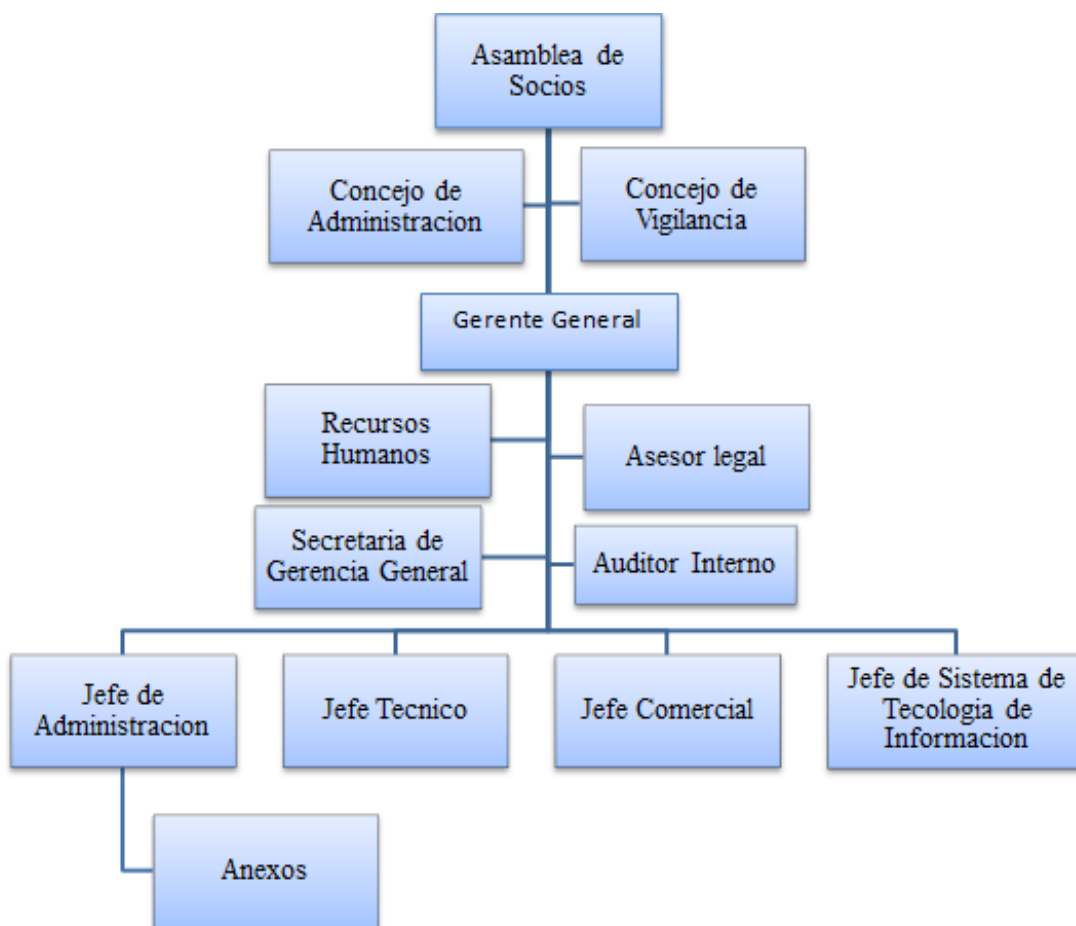 Asamblea de
Socios
Concejo de
Administracion
Concejo de
Vigilancia
Gerente General
Recursos
Humanos
Asesor legal
Secretaria de
Gerencia General
Auditor Interno
Jefe de
Administracion
Jefe Tecnico
Jefe Comercial
Jefe de Sistema de
Tecologia de
Informacion
Anexos